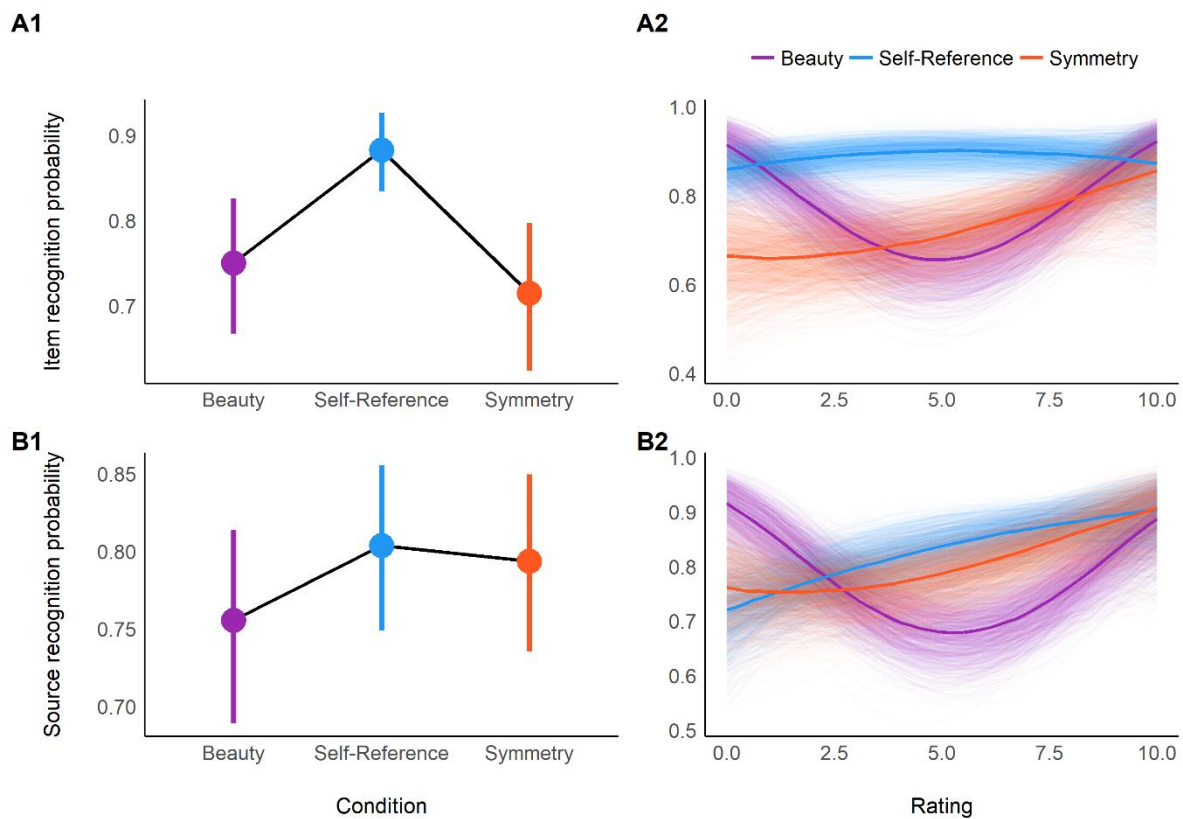 A1
Item recognition probability
0.9
0.8
0.7
Beauty Self-Reference Symmetry
A2
Beauty Self-Reference Symmetry
1.0
0.8
0.6
0.4
0.0 2.5 5.0 7.5 10.0
B1
Source recognition probability
0.85
0.80
0.75
0.70
Beauty Self-Reference Symmetry
Condition
B2
1.0
0.9
0.8
0.7
0.6
0.5
0.0 2.5 5.0 7.5 10.0
Rating